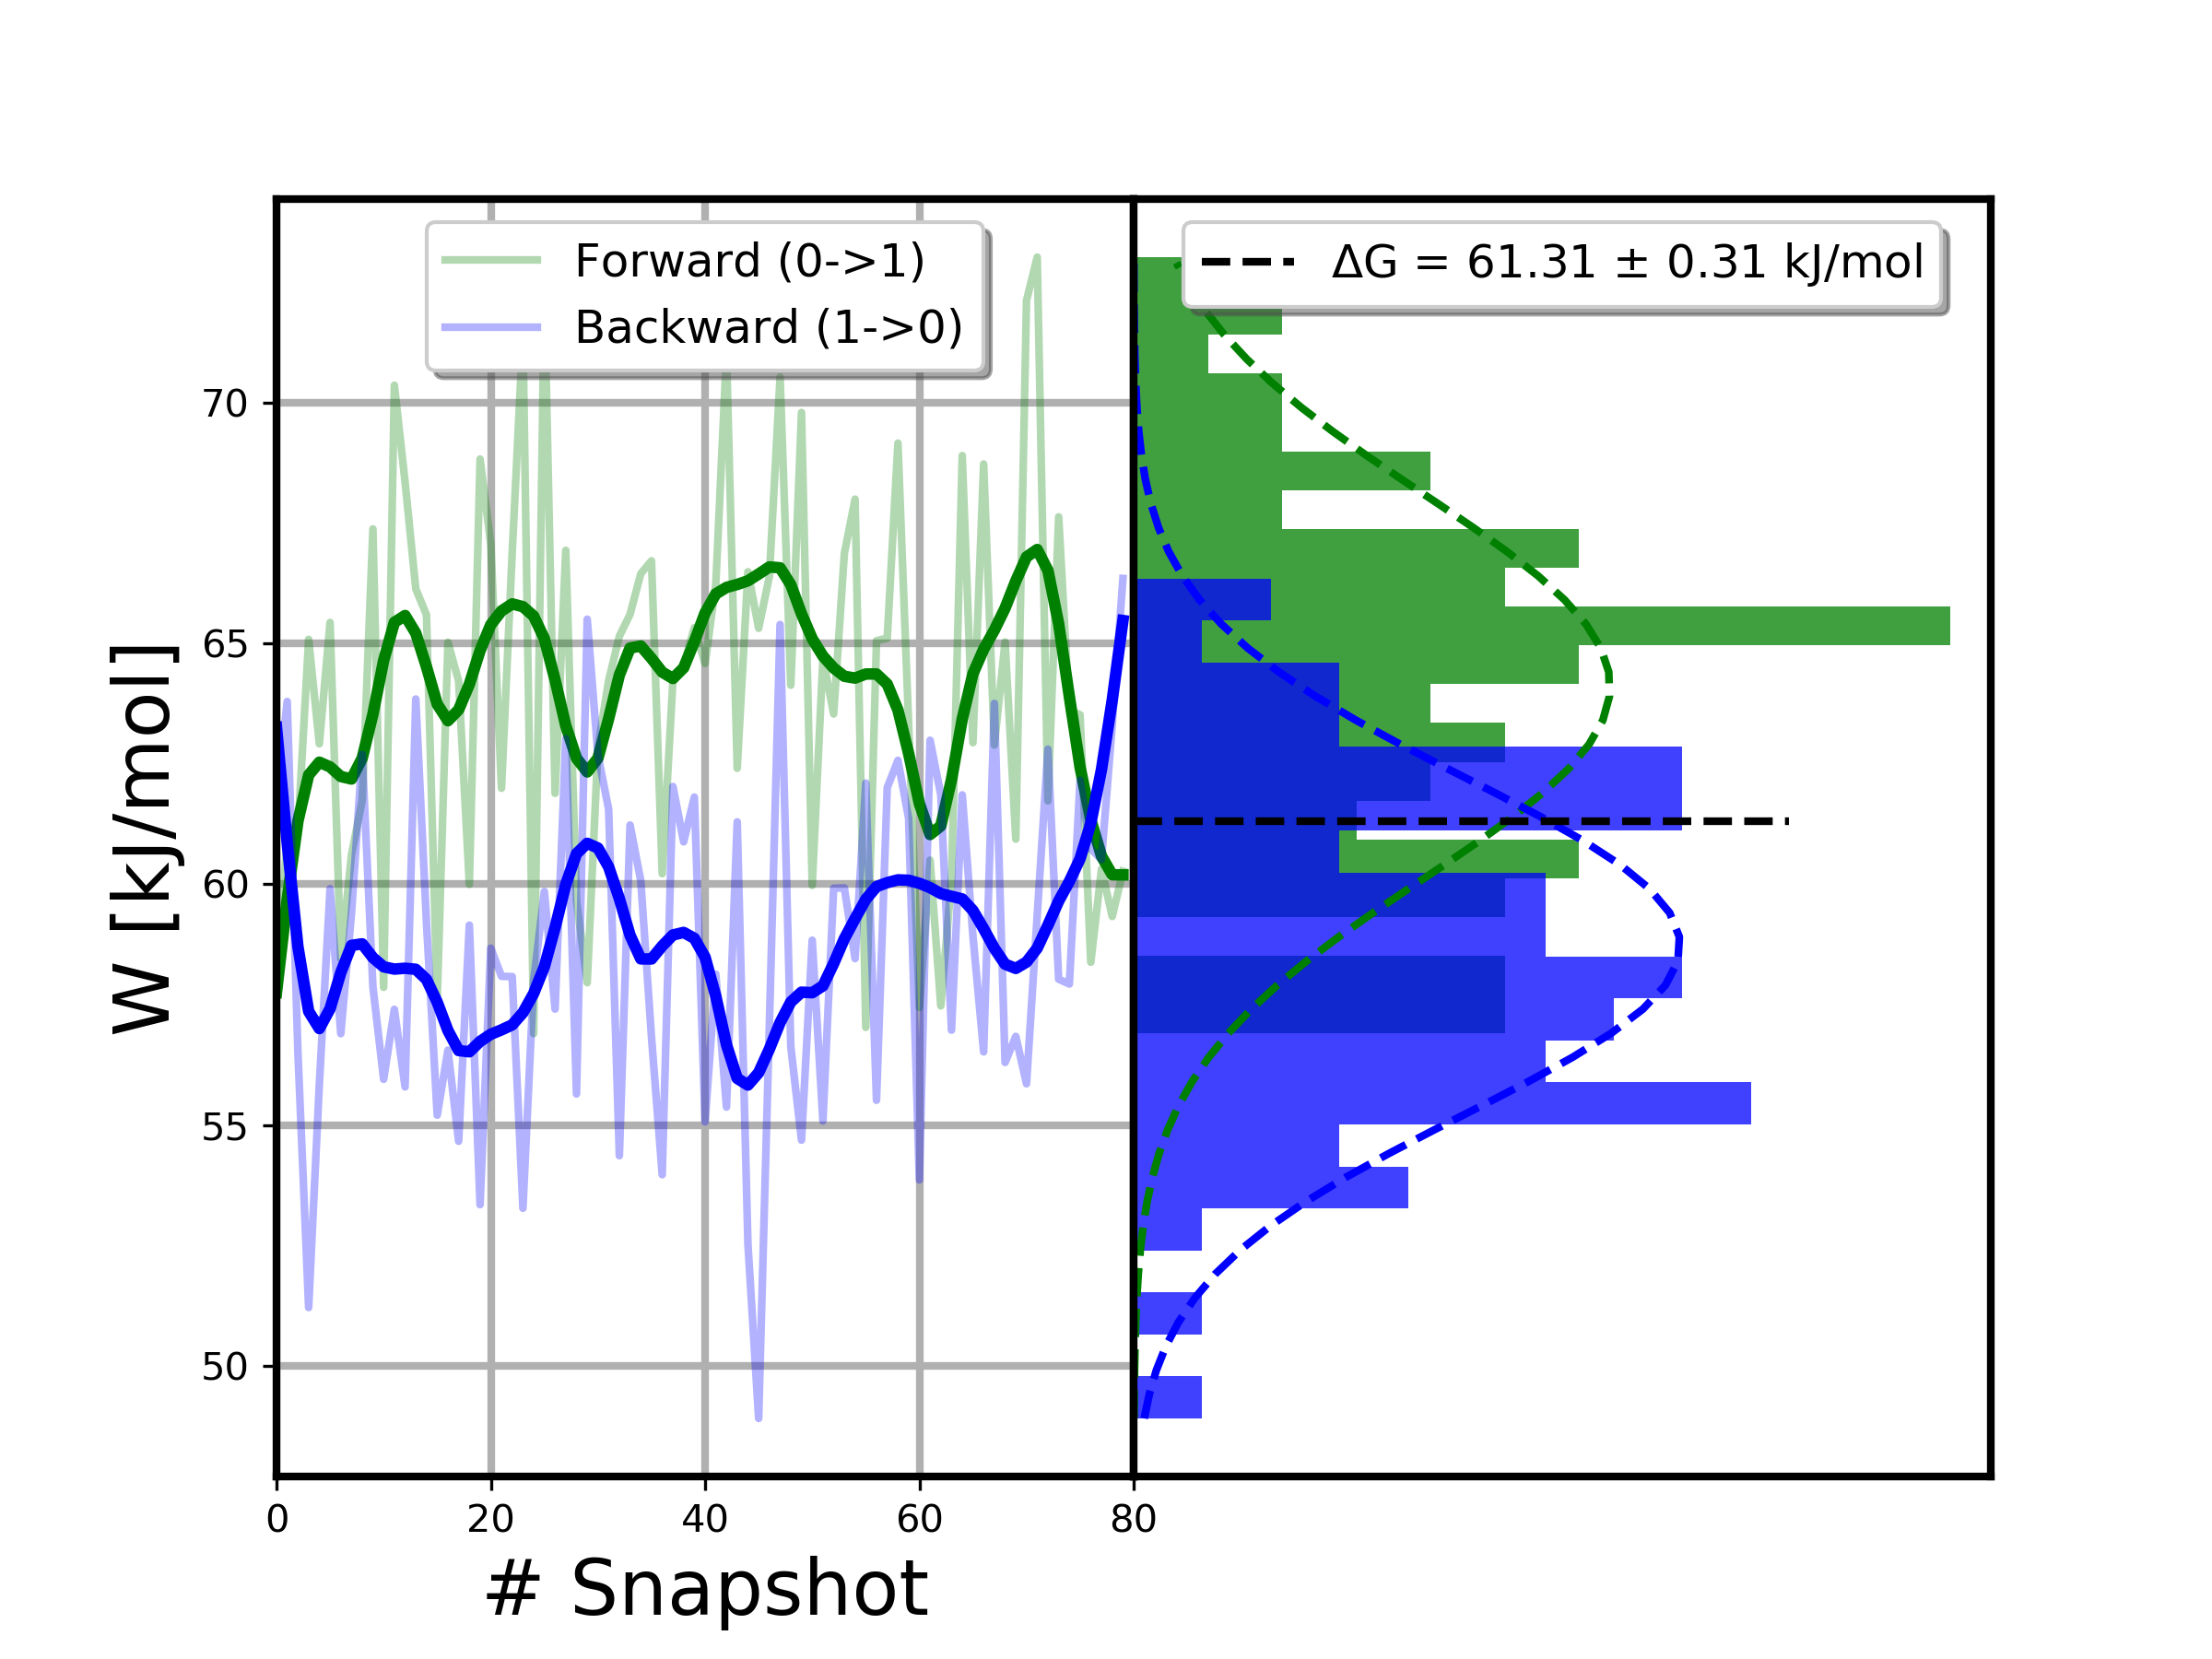 Forward (0->1)
Backward (1->0)
ΔG = 61.31 ± 0.31 kJ/mol
W [kJ/mol]
70
65
60
55
50
0 20 40 60 80
# Snapshot